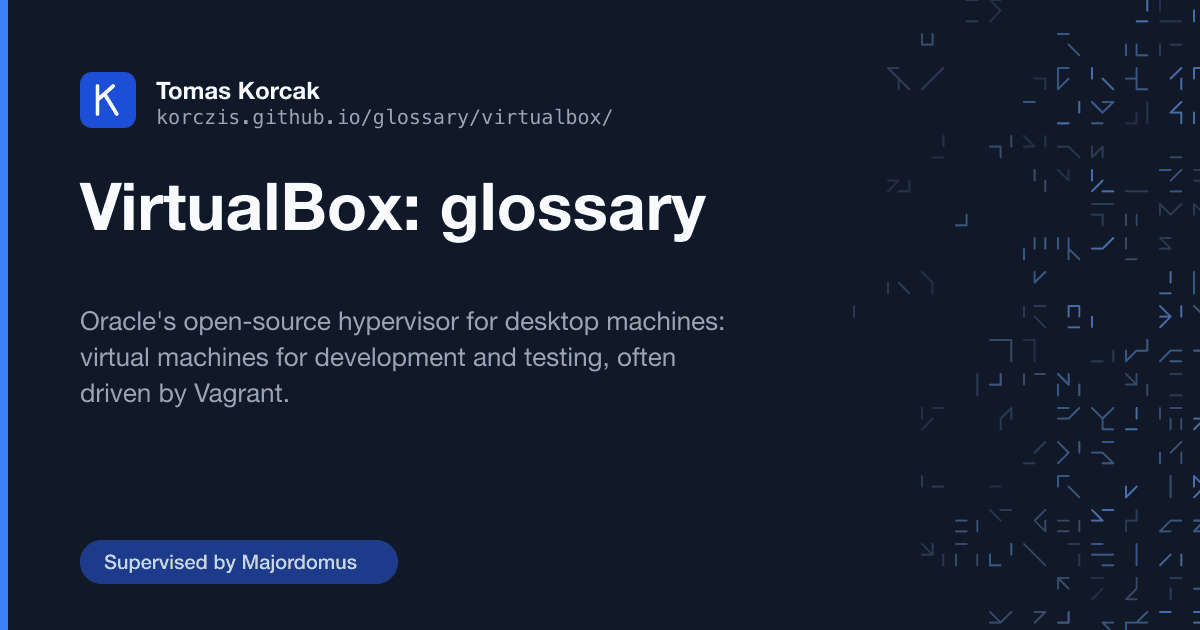 K
Tomas Korcak
korczis.github.io/glossary/virtualbox/
VirtualBox: glossary
Oracle's open-source hypervisor for desktop machines:
virtual machines for development and testing, often
driven by Vagrant.
Supervised by Majordomus